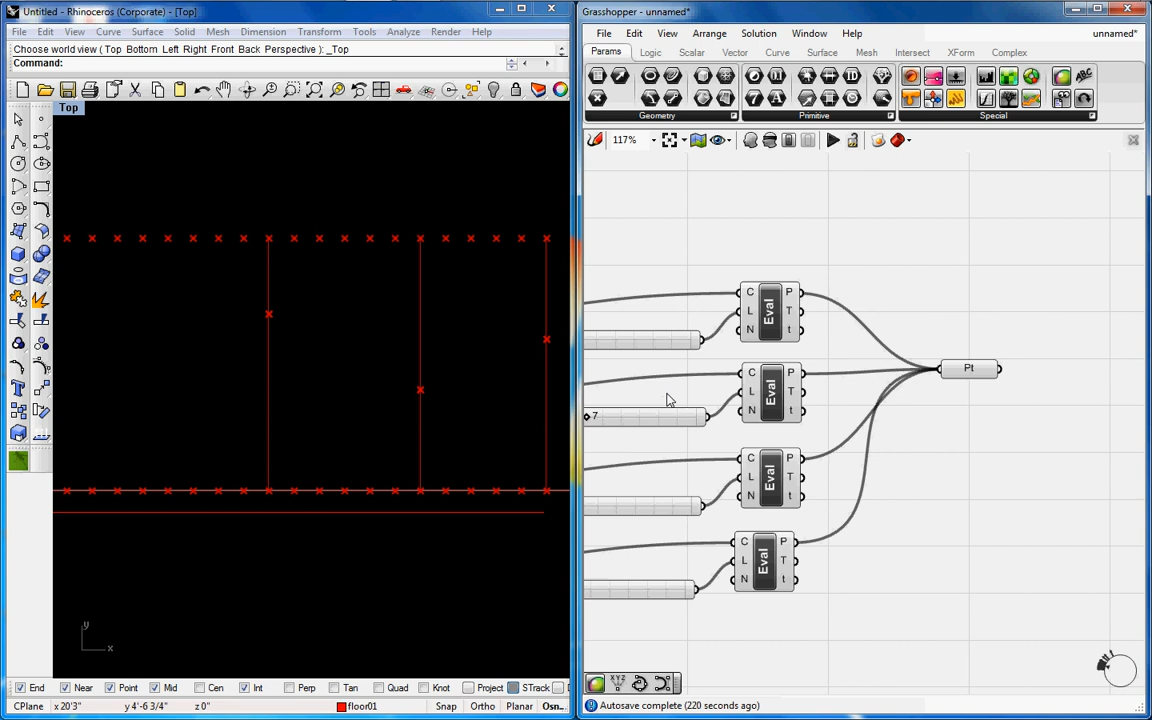 Untitled - Rhinoceros (Corporate) - [Top]
File Edit View Curve Surface Solid Mesh Dimension Transform Tools Analyze Render Help
Choose world view ( Top Bottom Left Right Front Back Perspective ): _Top
Command:
Top
y
x
End Near Point Mid Cen Int Perp Tan Quad Knot Project STrack D
CPlane x 20'3" y 4'-6 3/4" z 0" floor01 Snap Ortho Planar Osn...
Grasshopper - unnamed*
File Edit View Arrange Solution Window Help unnamed*
Params Logic Scalar Vector Curve Surface Mesh Intersect XForm Complex
Geometry Primitive Special
117%
C L N Eval P T t
7
C L N Eval P T t
Pt
C L N Eval P T t
C L N Eval P T t
Autosave complete (220 seconds ago)